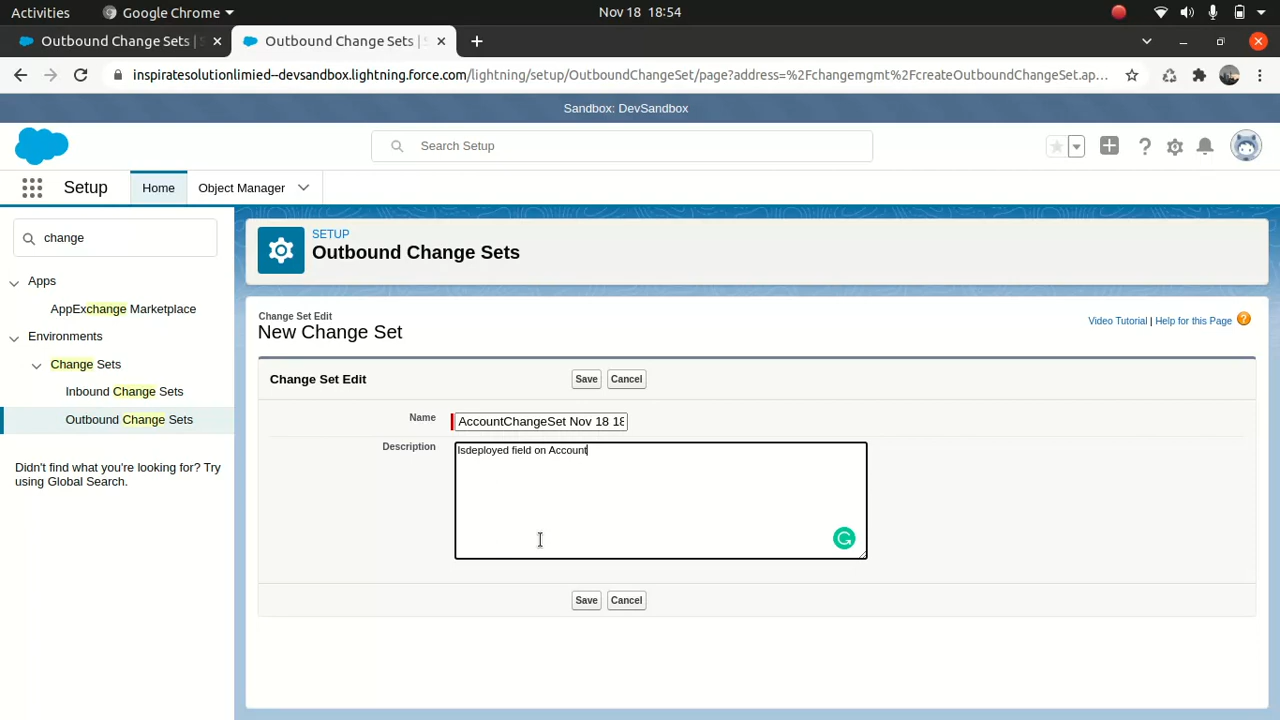 Activities
Google Chrome
Nov 18 18:54
Outbound Change Sets |
Outbound Change Sets |
inspiratesolutionlimied--devsandbox.lightning.force.com/lightning/setup/OutboundChangeSet/page?address=%2Fchangemgmt%2FcreateOutboundChangeSet.ap...
Sandbox: DevSandbox
Search Setup
Setup
Home
Object Manager
change
Apps
AppExchange Marketplace
Environments
Change Sets
Inbound Change Sets
Outbound Change Sets
Didn't find what you're looking for? Try
using Global Search.
SETUP
Outbound Change Sets
Change Set Edit
New Change Set
Video Tutorial | Help for this Page
Change Set Edit
Save
Cancel
Name
AccountChangeSet Nov 18 18
Description
Isdeployed field on Account
Save
Cancel